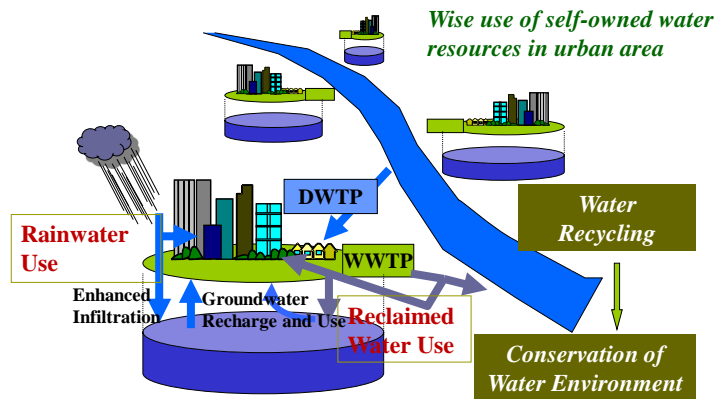 Wise use of self-owned water
resources in urban area
DWTP
Water
Recycling
Rainwater
Use
WWTP
Enhanced
Infiltration
Groundwater
Recharge and Use
Reclaimed
Water Use
Conservation of
Water Environment